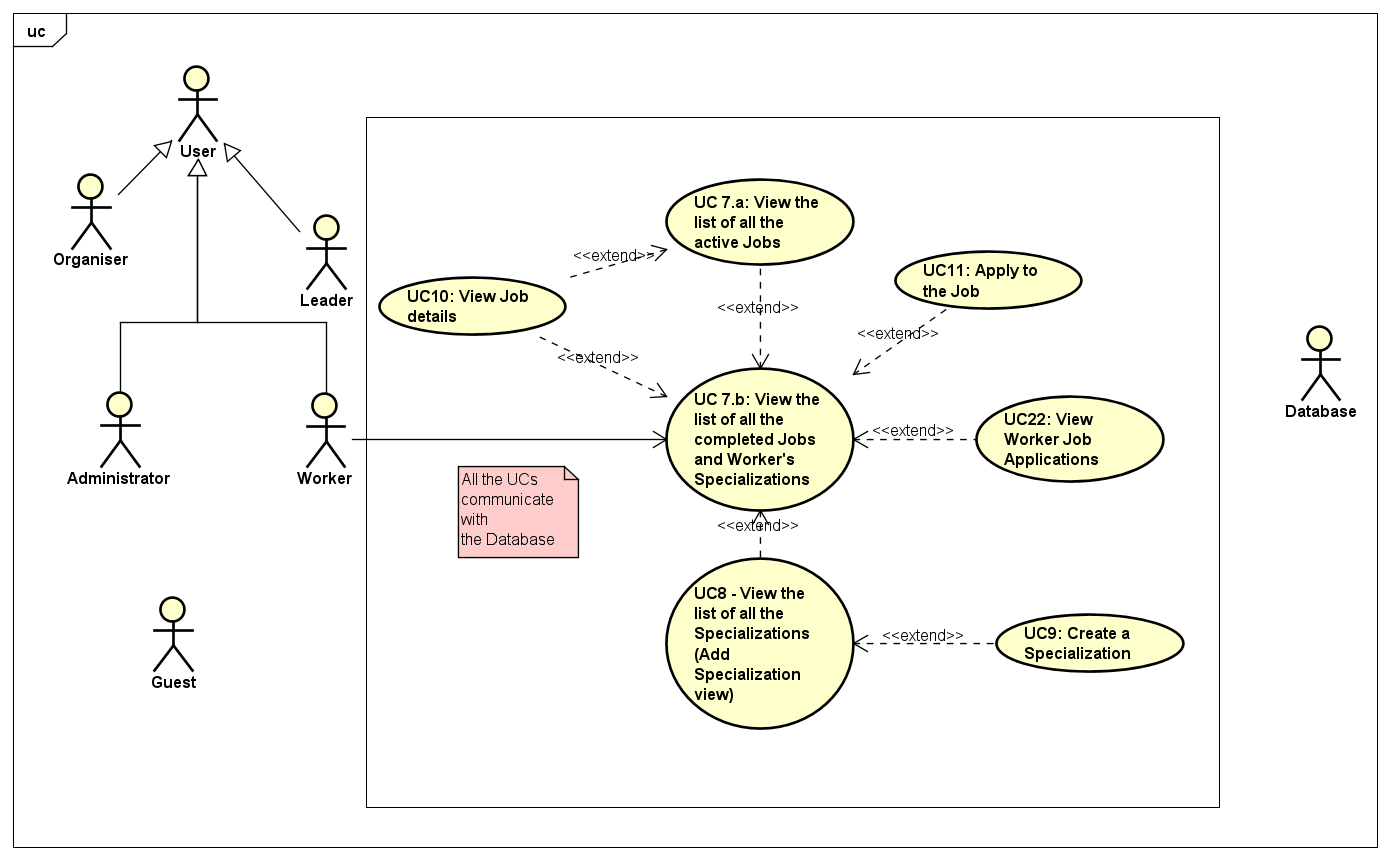 uc
User
Organiser
Leader
Administrator
Worker
Guest
Database
UC 7.a: View the
list of all the
active Jobs
<<extend>>
UC10: View Job
details
<<extend>>
<<extend>>
UC11: Apply to
the Job
<<extend>>
UC 7.b: View the
list of all the
completed Jobs
and Worker's
Specializations
<<extend>>
UC22: View
Worker Job
Applications
All the UCs
communicate
with
the Database
<<extend>>
UC8 - View the
list of all the
Specializations
(Add
Specialization
view)
<<extend>>
UC9: Create a
Specialization